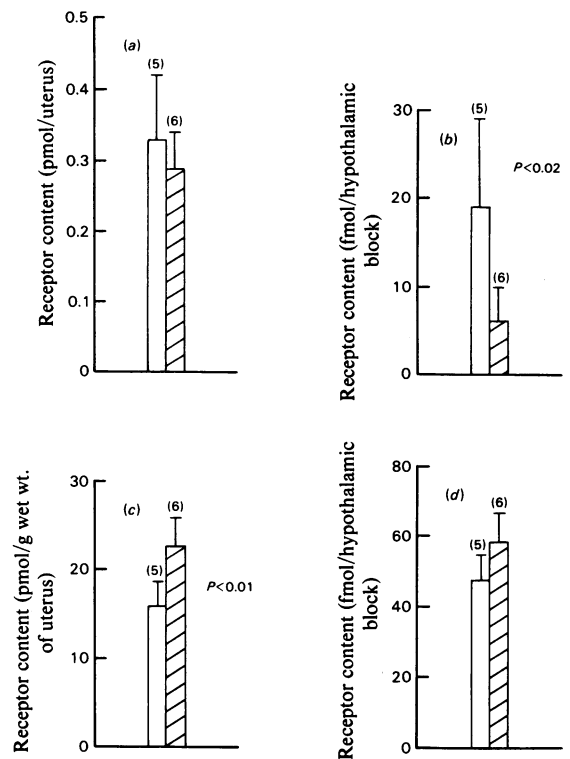 Receptor content (pmol/uterus)
0.5
0.4
0.3
0.2
0.1
0
(a)
(5)
(6)
Receptor content (fmol/hypothalamic
block)
30
20
10
0
(b)
(5)
(6)
P<0.02
Receptor content (pmol/g wet wt.
of uterus)
30
20
10
0
(c)
(5)
(6)
P<0.01
Receptor content (fmol/hypothalamic
block)
80
60
40
20
0
(d)
(5)
(6)